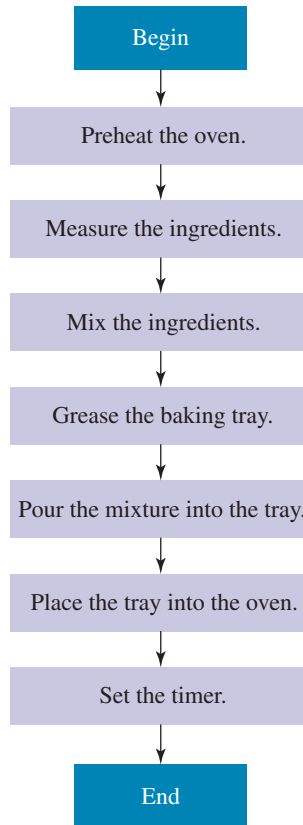 Begin
Preheat the oven.
Measure the ingredients.
Mix the ingredients.
Grease the baking tray.
Pour the mixture into the tray.
Place the tray into the oven.
Set the timer.
End